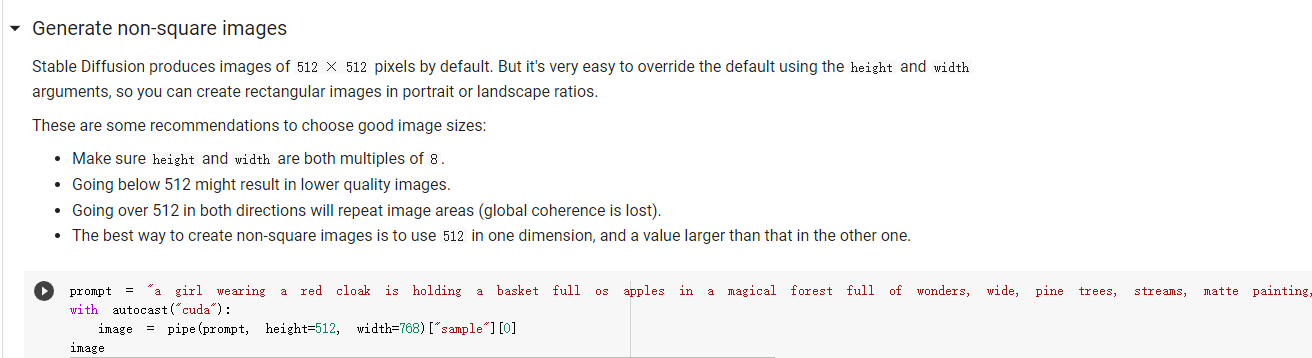 Generate non-square images
Stable Diffusion produces images of 512 × 512 pixels by default. But it's very easy to override the default using the height and width
arguments, so you can create rectangular images in portrait or landscape ratios.
These are some recommendations to choose good image sizes:
• Make sure height and width are both multiples of 8.
• Going below 512 might result in lower quality images.
• Going over 512 in both directions will repeat image areas (global coherence is lost).
• The best way to create non-square images is to use 512 in one dimension, and a value larger than that in the other one.
prompt = "a girl wearing a red cloak is holding a basket full os apples in a magical forest full of wonders, wide, pine trees, streams, matte painting,
with autocast("cuda"):
    image = pipe(prompt, height=512, width=768)["sample"][0]
image